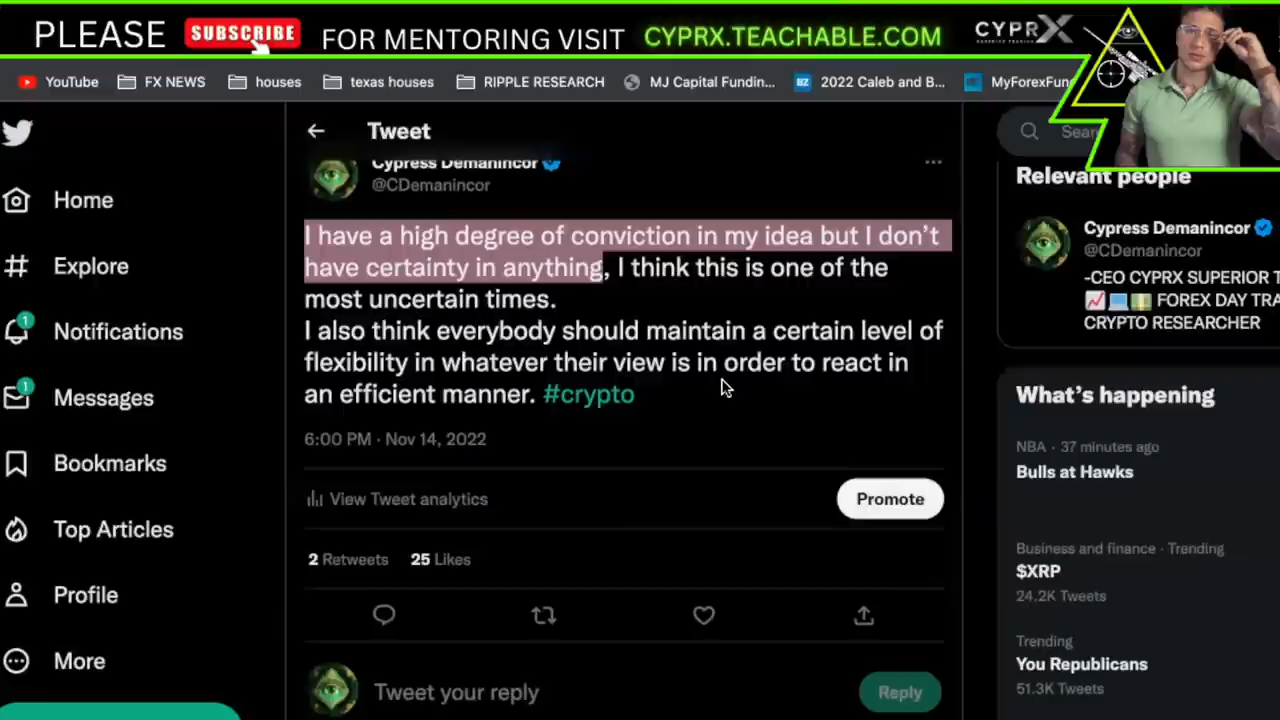 PLEASE SUBSCRIBE FOR MENTORING VISIT CYPRX.TEACHABLE.COM CYPRX
YouTube FX NEWS houses texas houses RIPPLE RESEARCH MJ Capital Fundin... 2022 Caleb and B... MyForexFun
Tweet
Cypress Demanincor
@CDemanincor
I have a high degree of conviction in my idea but I don't
have certainty in anything, I think this is one of the
most uncertain times.
I also think everybody should maintain a certain level of
flexibility in whatever their view is in order to react in
an efficient manner. #crypto
6:00 PM · Nov 14, 2022
View Tweet analytics
Promote
2 Retweets 25 Likes
Tweet your reply
Reply
Home
Explore
1
Notifications
1
Messages
Bookmarks
Top Articles
Profile
More
Sear
Relevant people
Cypress Demanincor
@CDemanincor
-CEO CYPRX SUPERIOR T
FOREX DAY TRA
CRYPTO RESEARCHER
What's happening
NBA · 37 minutes ago
Bulls at Hawks
Business and finance · Trending
$XRP
24.2K Tweets
Trending
You Republicans
51.3K Tweets